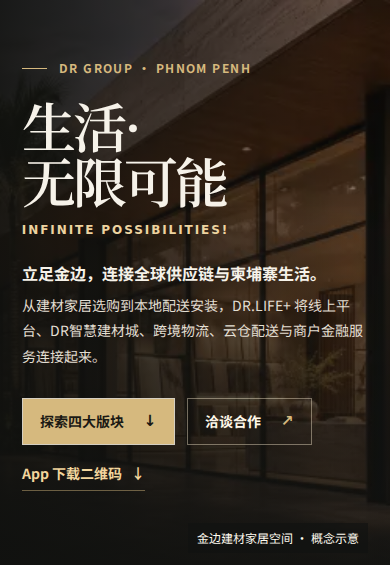 DR GROUP · PHNOM PENH
生活·
无限可能
INFINITE POSSIBILITIES!
立足金边，连接全球供应链与柬埔寨生活。
从建材家居选购到本地配送安装，DR.LIFE+ 将线上平
台、DR智慧建材城、跨境物流、云仓配送与商户金融服
务连接起来。
探索四大版块 ↓
洽谈合作 ↗
App 下载二维码 ↓
金边建材家居空间 · 概念示意